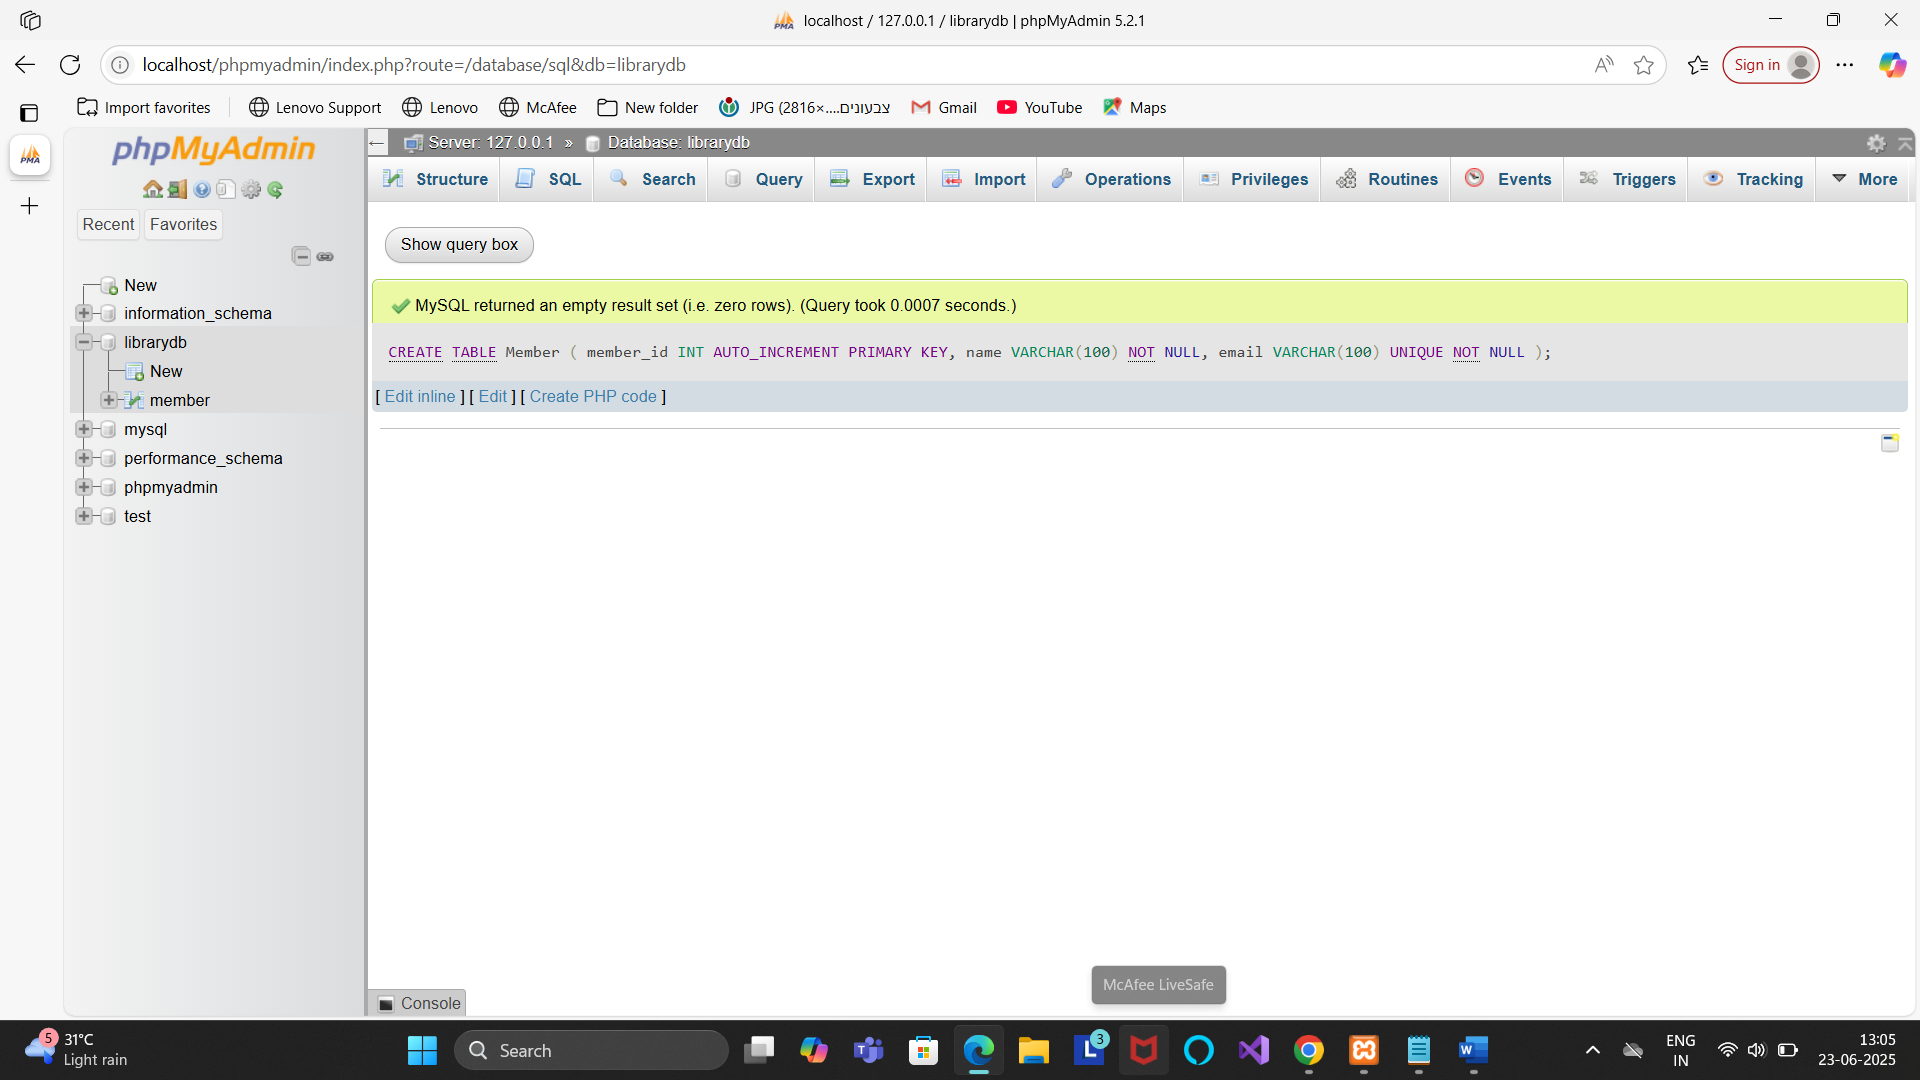 localhost / 127.0.0.1 / librarydb | phpMyAdmin 5.2.1
localhost/phpmyadmin/index.php?route=/database/sql&db=librarydb
Sign in
Import favorites
Lenovo Support
Lenovo
McAfee
New folder
צבעונים....×2816) JPG
Gmail
YouTube
Maps
PMA
phpMyAdmin
Recent
Favorites
New
information_schema
librarydb
New
member
mysql
performance_schema
phpmyadmin
test
Server: 127.0.0.1 » Database: librarydb
Structure
SQL
Search
Query
Export
Import
Operations
Privileges
Routines
Events
Triggers
Tracking
More
Show query box
MySQL returned an empty result set (i.e. zero rows). (Query took 0.0007 seconds.)
CREATE TABLE Member ( member_id INT AUTO_INCREMENT PRIMARY KEY, name VARCHAR(100) NOT NULL, email VARCHAR(100) UNIQUE NOT NULL );
[ Edit inline ] [ Edit ] [ Create PHP code ]
McAfee LiveSafe
Console
5
31°C
Light rain
Search
3
ENG
IN
13:05
23-06-2025